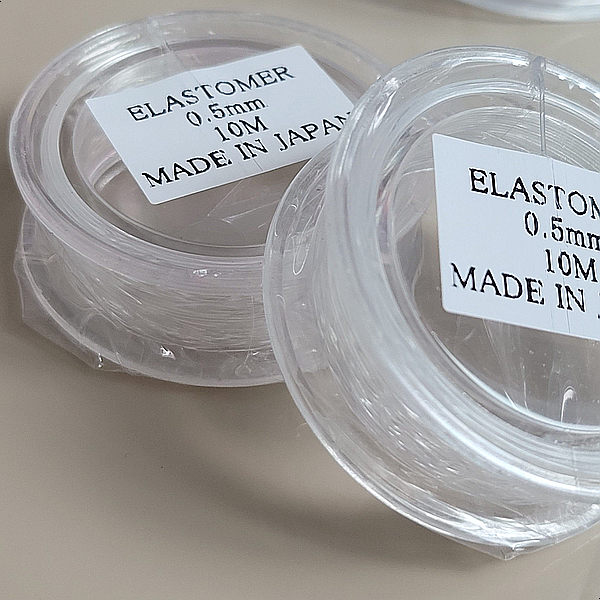 ELASTOMER
0.5mm
10M
MADE IN JAPAN
ELASTOM
0.5mm
10M
MADE IN